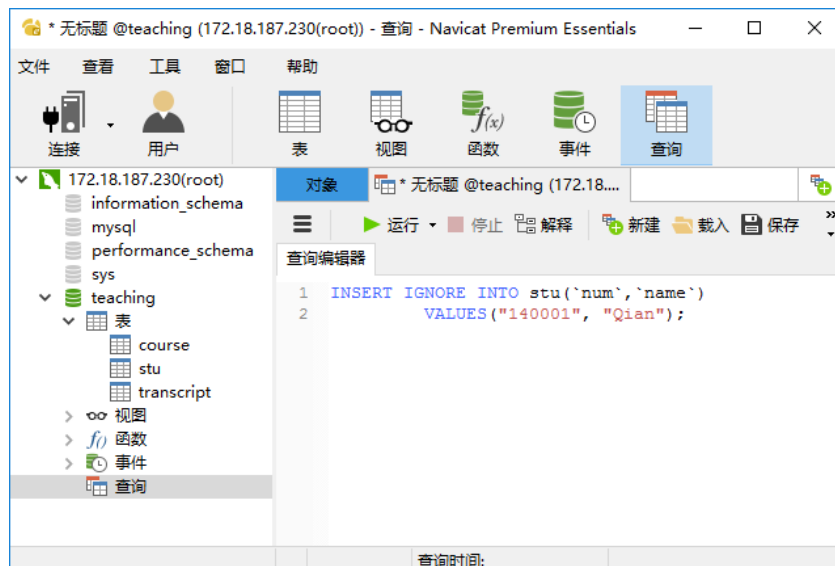 * 无标题 @teaching (172.18.187.230(root)) - 查询 - Navicat Premium Essentials
文件 查看 工具 窗口 帮助
连接 用户 表 视图 f(x) 函数 事件 查询
172.18.187.230(root)
information_schema
mysql
performance_schema
sys
teaching
表
course
stu
transcript
视图
f() 函数
事件
查询
对象 * 无标题 @teaching (172.18....
运行 停止 解释 新建 载入 保存 »
查询编辑器
1 INSERT IGNORE INTO stu(`num`,`name`)
2 VALUES("140001", "Qian");
查询时间: